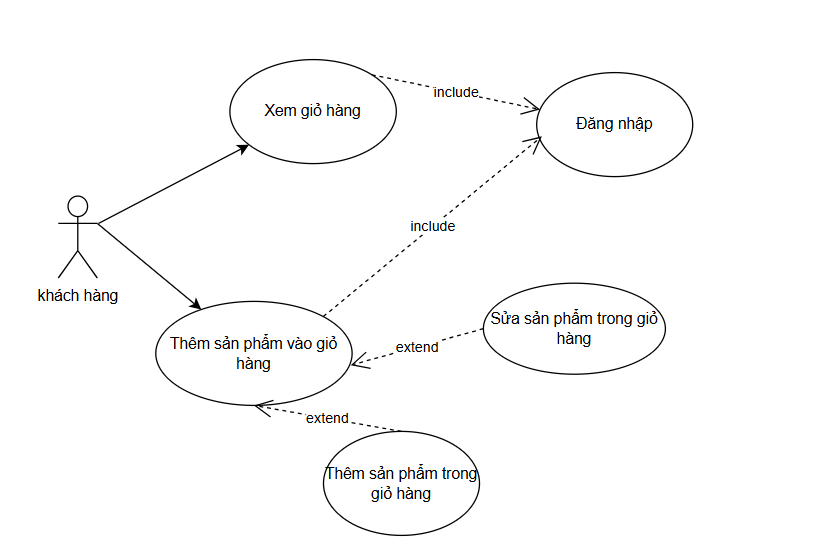 Xem giỏ hàng
include
Đăng nhập
include
khách hàng
Thêm sản phẩm vào giỏ
hàng
extend
Sửa sản phẩm trong giỏ
hàng
extend
Thêm sản phẩm trong
giỏ hàng